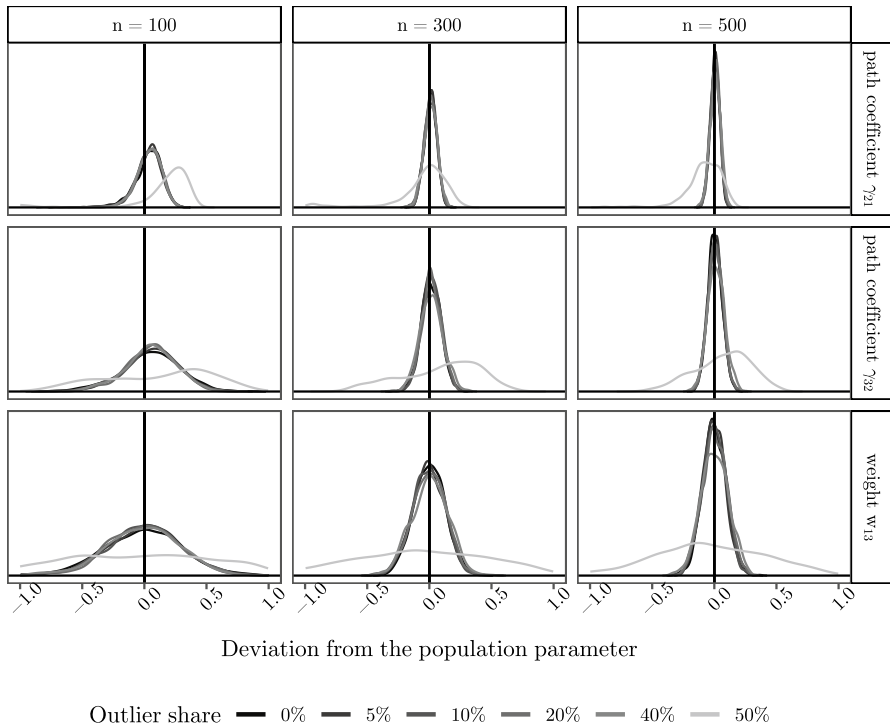 n = 100
n = 300
n = 500
path coefficient γ21
path coefficient γ32
weight w13
−1.0 −0.5 0.0 0.5 1.0
−1.0 −0.5 0.0 0.5 1.0
−1.0 −0.5 0.0 0.5 1.0
Deviation from the population parameter
Outlier share 0% 5% 10% 20% 40% 50%